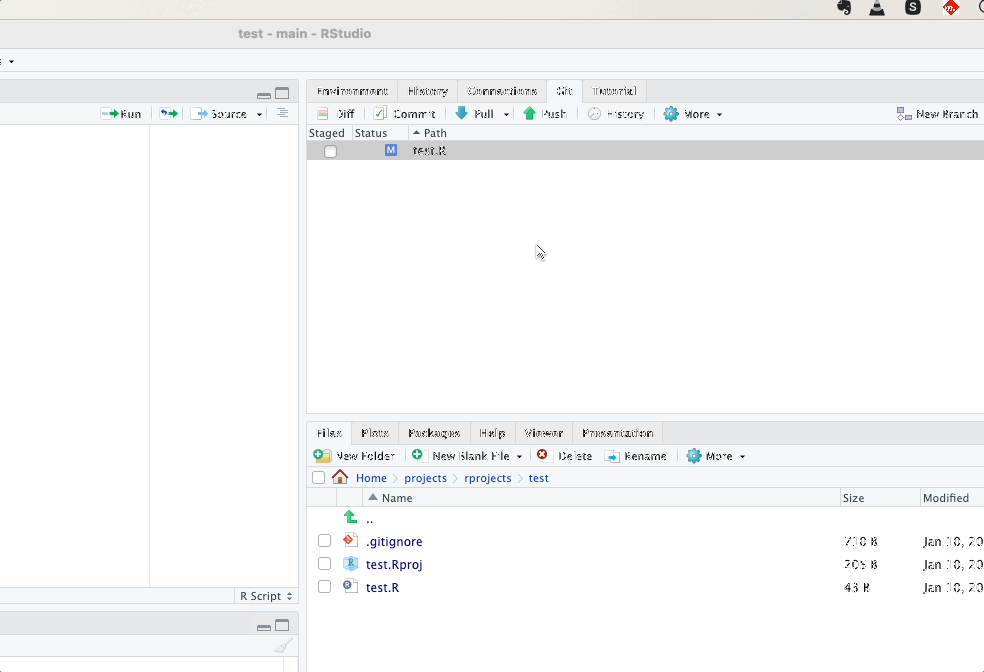 test - main - RStudio
Run Source
Environment History Connections Git Tutorial
Diff Commit Pull Push History More New Branch
Staged Status Path
M test.R
R Script
Files Plots Packages Help Viewer Presentation
New Folder New Blank File Delete Rename More
Home projects rprojects test
Name Size Modified
..
.gitignore 210 B Jan 10, 20
test.Rproj 205 B Jan 10, 20
test.R Jan 10, 20